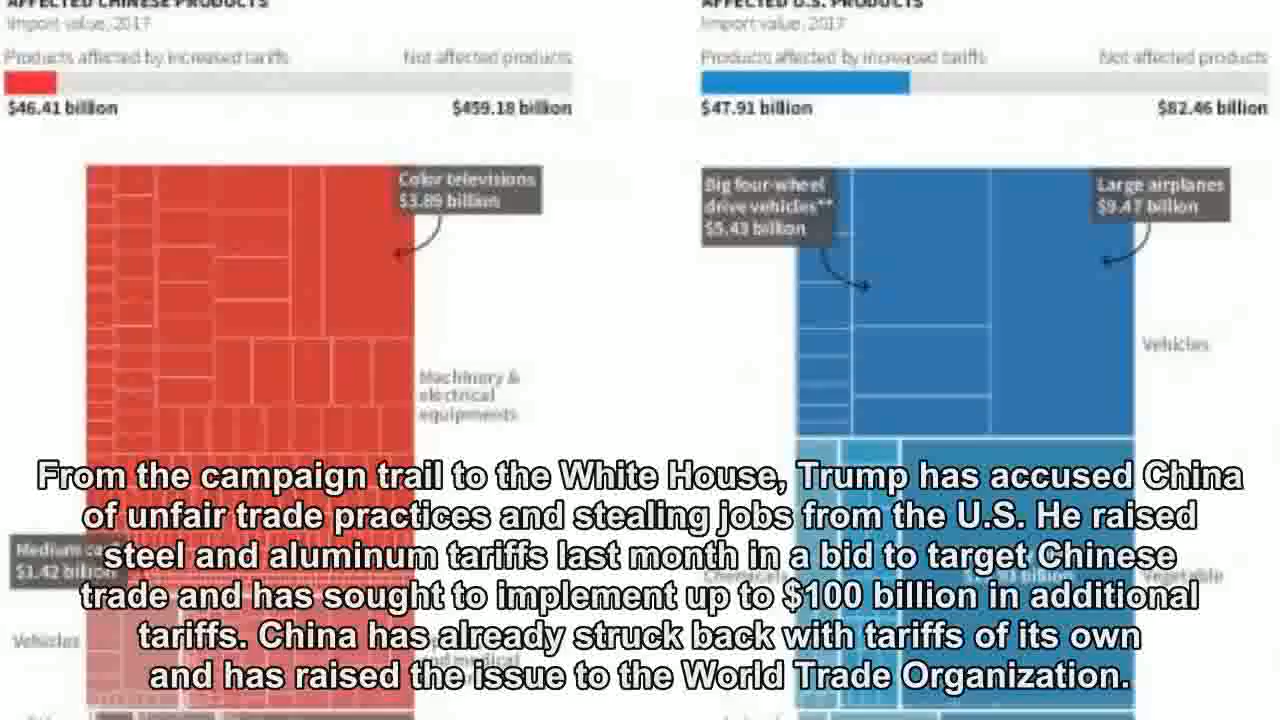 AFFECTED CHINESE PRODUCTS
Import value, 2017
Products affected by increased tariffs
Not affected products
$46.41 billion
$459.18 billion
Color televisions
$3.89 billion
Machinery &
electrical
equipments
Medium
$1.42 billion
Vehicles
and medical
AFFECTED U.S. PRODUCTS
Import value, 2017
Products affected by increased tariffs
Not affected products
$47.91 billion
$82.46 billion
Big four-wheel
drive vehicles**
$5.43 billion
Large airplanes
$9.47 billion
Vehicles
Chemicals
billion
Vegetable
From the campaign trail to the White House, Trump has accused China
of unfair trade practices and stealing jobs from the U.S. He raised
steel and aluminum tariffs last month in a bid to target Chinese
trade and has sought to implement up to $100 billion in additional
tariffs. China has already struck back with tariffs of its own
and has raised the issue to the World Trade Organization.